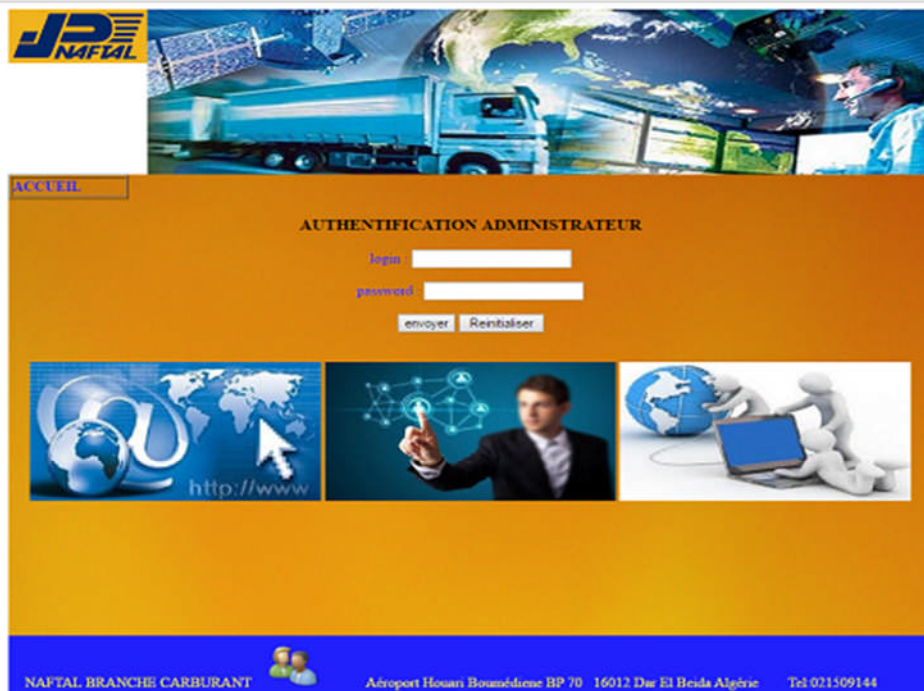 NAFTAL
ACCUEIL
AUTHENTIFICATION ADMINISTRATEUR
login :
password :
envoyer Reinitialiser
http://www
NAFTAL BRANCHE CARBURANT Aéroport Houari Boumédiene BP 70 16012 Dar El Beida Algérie Tel:021509144